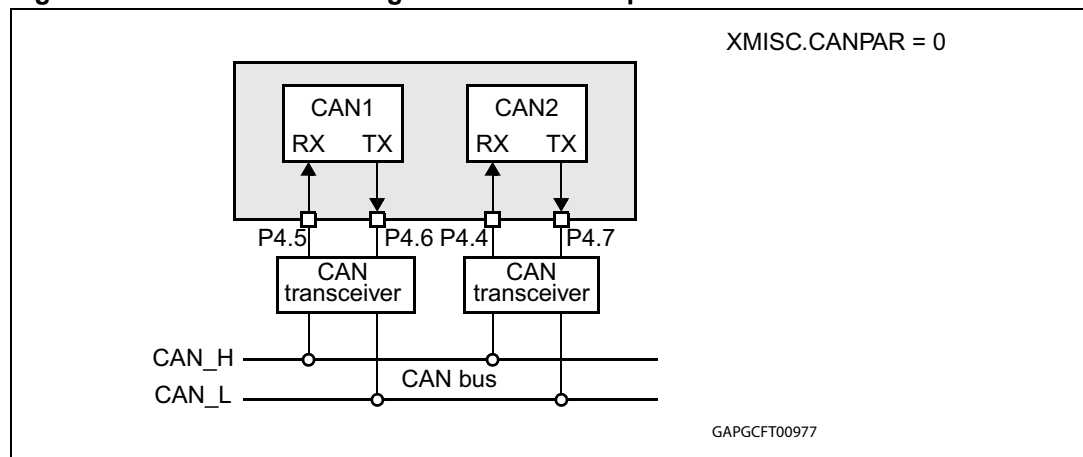 XMISC.CANPAR = 0
CAN1 CAN2
RX TX RX TX
P4.5 P4.6 P4.4 P4.7
CAN transceiver CAN transceiver
CAN_H
CAN bus
CAN_L
GAPGCFT00977